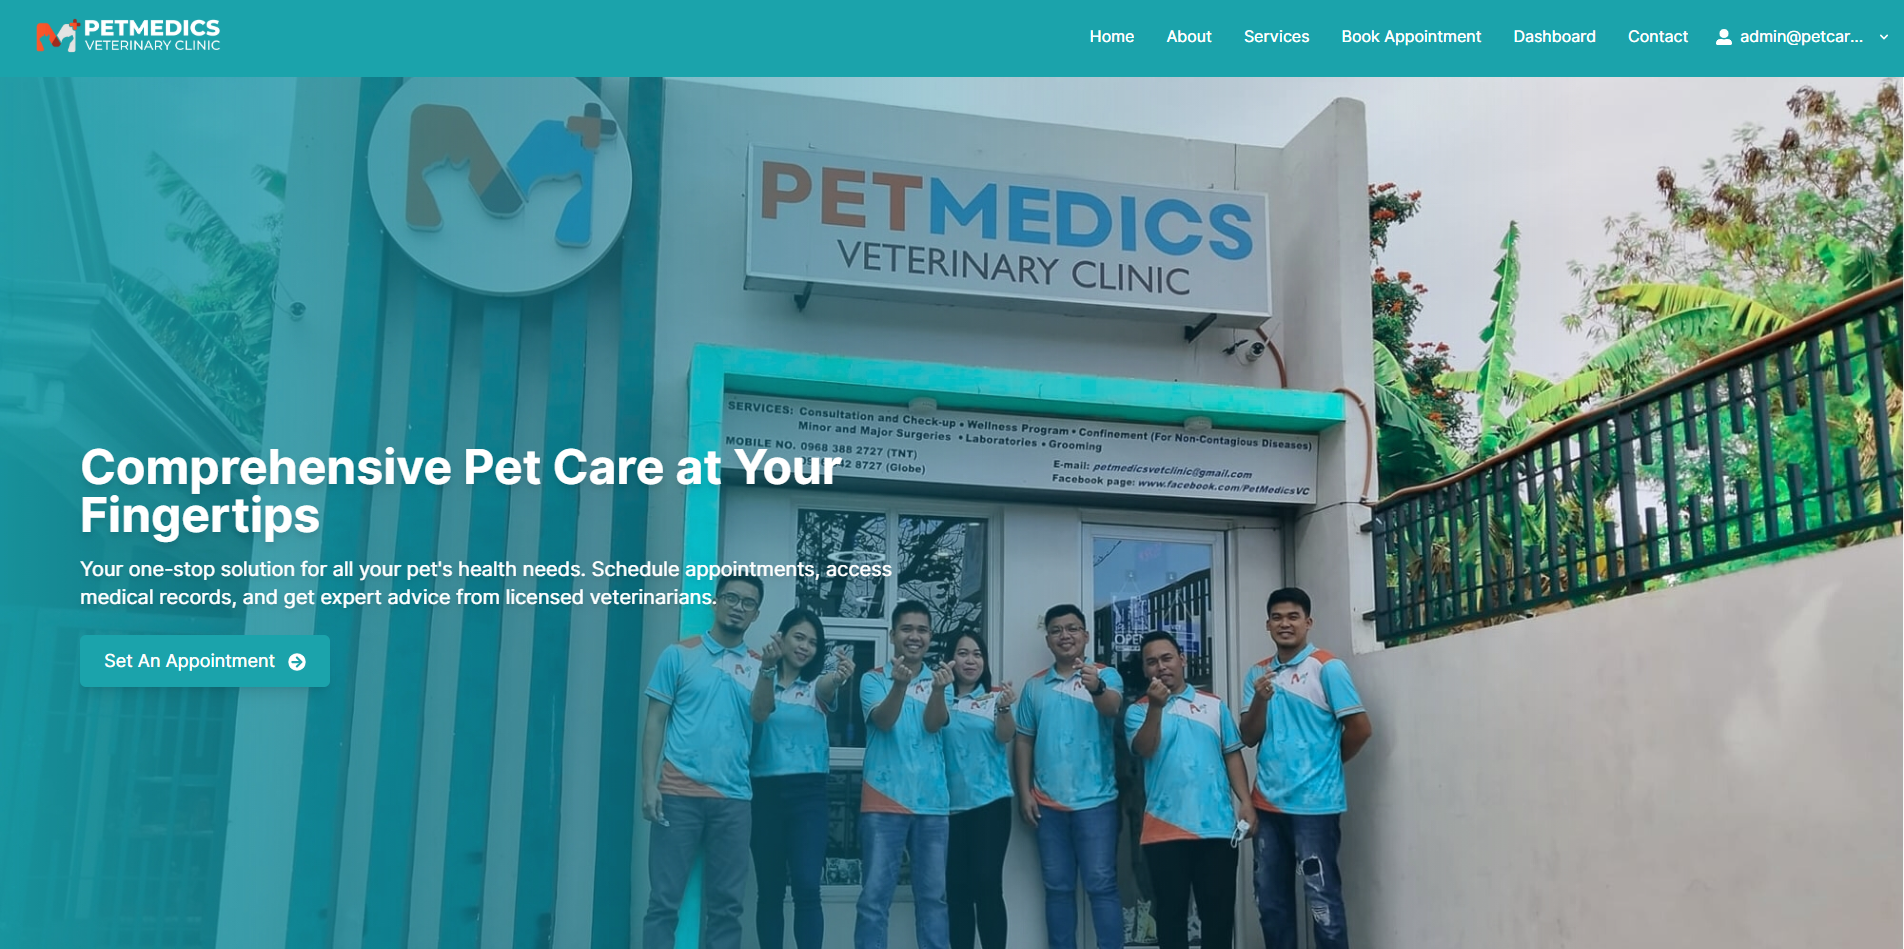 PETMEDICS
VETERINARY CLINIC
Home
About
Services
Book Appointment
Dashboard
Contact
admin@petcar...
PETMEDICS
VETERINARY CLINIC
SERVICES: Consultation and Check-up • Wellness Program • Confinement (For Non-Contagious Diseases)
Minor and Major Surgeries • Laboratories • Grooming
MOBILE NO. 0968 388 2727 (TNT)
8727 (Globe)
E-mail: petmedicsvetclinic@gmail.com
Facebook page: www.facebook.com/PetMedicsVC
Comprehensive Pet Care at Your
Fingertips
Your one-stop solution for all your pet's health needs. Schedule appointments, access
medical records, and get expert advice from licensed veterinarians.
Set An Appointment
OPEN